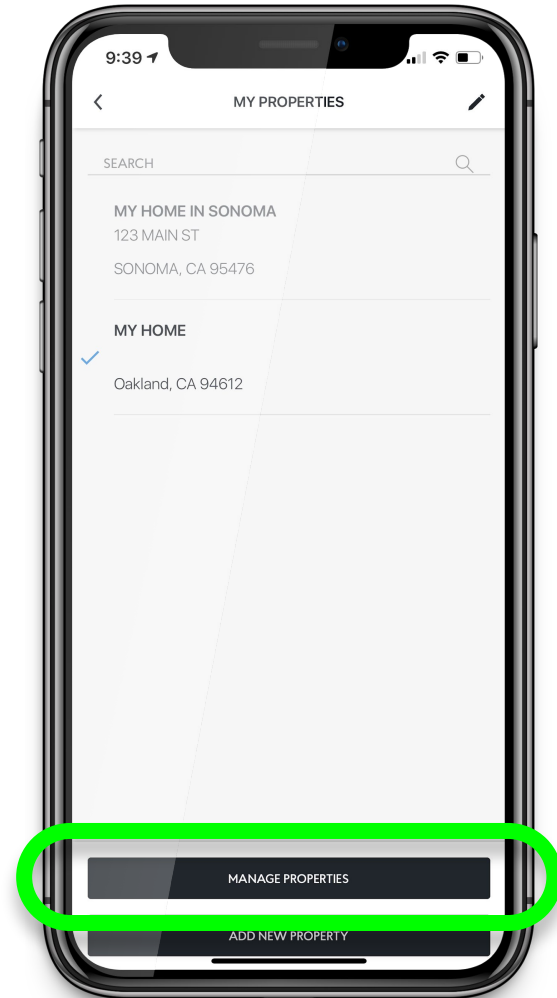 9:39
MY PROPERTIES
SEARCH
MY HOME IN SONOMA
123 MAIN ST
SONOMA, CA 95476
MY HOME
Oakland, CA 94612
MANAGE PROPERTIES
ADD NEW PROPERTY